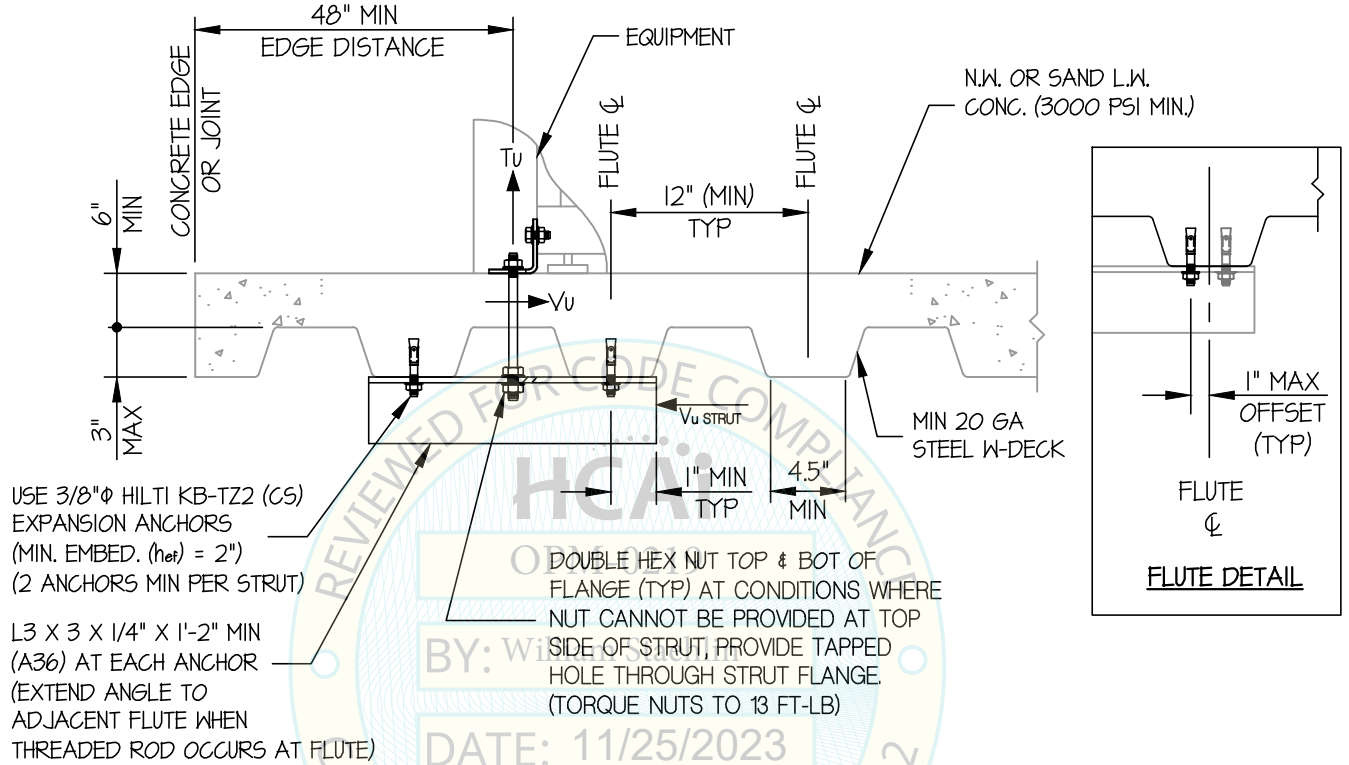 48" MIN
EDGE DISTANCE
CONCRETE EDGE
OR JOINT
EQUIPMENT
N.W. OR SAND L.W.
CONC. (3000 PSI MIN.)
FLUTE ℄
FLUTE ℄
Tu
12" (MIN)
TYP
6"
MIN
Vu
3"
MAX
Vu STRUT
MIN 20 GA
STEEL W-DECK
1" MIN
TYP
4.5"
MIN
1" MAX
OFFSET
(TYP)
FLUTE
℄
FLUTE DETAIL
USE 3/8"Φ HILTI KB-TZ2 (CS)
EXPANSION ANCHORS
(MIN. EMBED. (hef) = 2")
(2 ANCHORS MIN PER STRUT)
L3 X 3 X 1/4" X 1'-2" MIN
(A36) AT EACH ANCHOR
(EXTEND ANGLE TO
ADJACENT FLUTE WHEN
THREADED ROD OCCURS AT FLUTE)
DOUBLE HEX NUT TOP & BOT OF
FLANGE (TYP) AT CONDITIONS WHERE
NUT CANNOT BE PROVIDED AT TOP
SIDE OF STRUT, PROVIDE TAPPED
HOLE THROUGH STRUT FLANGE.
(TORQUE NUTS TO 13 FT-LB)
REVIEWED FOR CODE COMPLIANCE
HCAi
OPM-0219
BY: William Staehlin
DATE: 11/25/2023